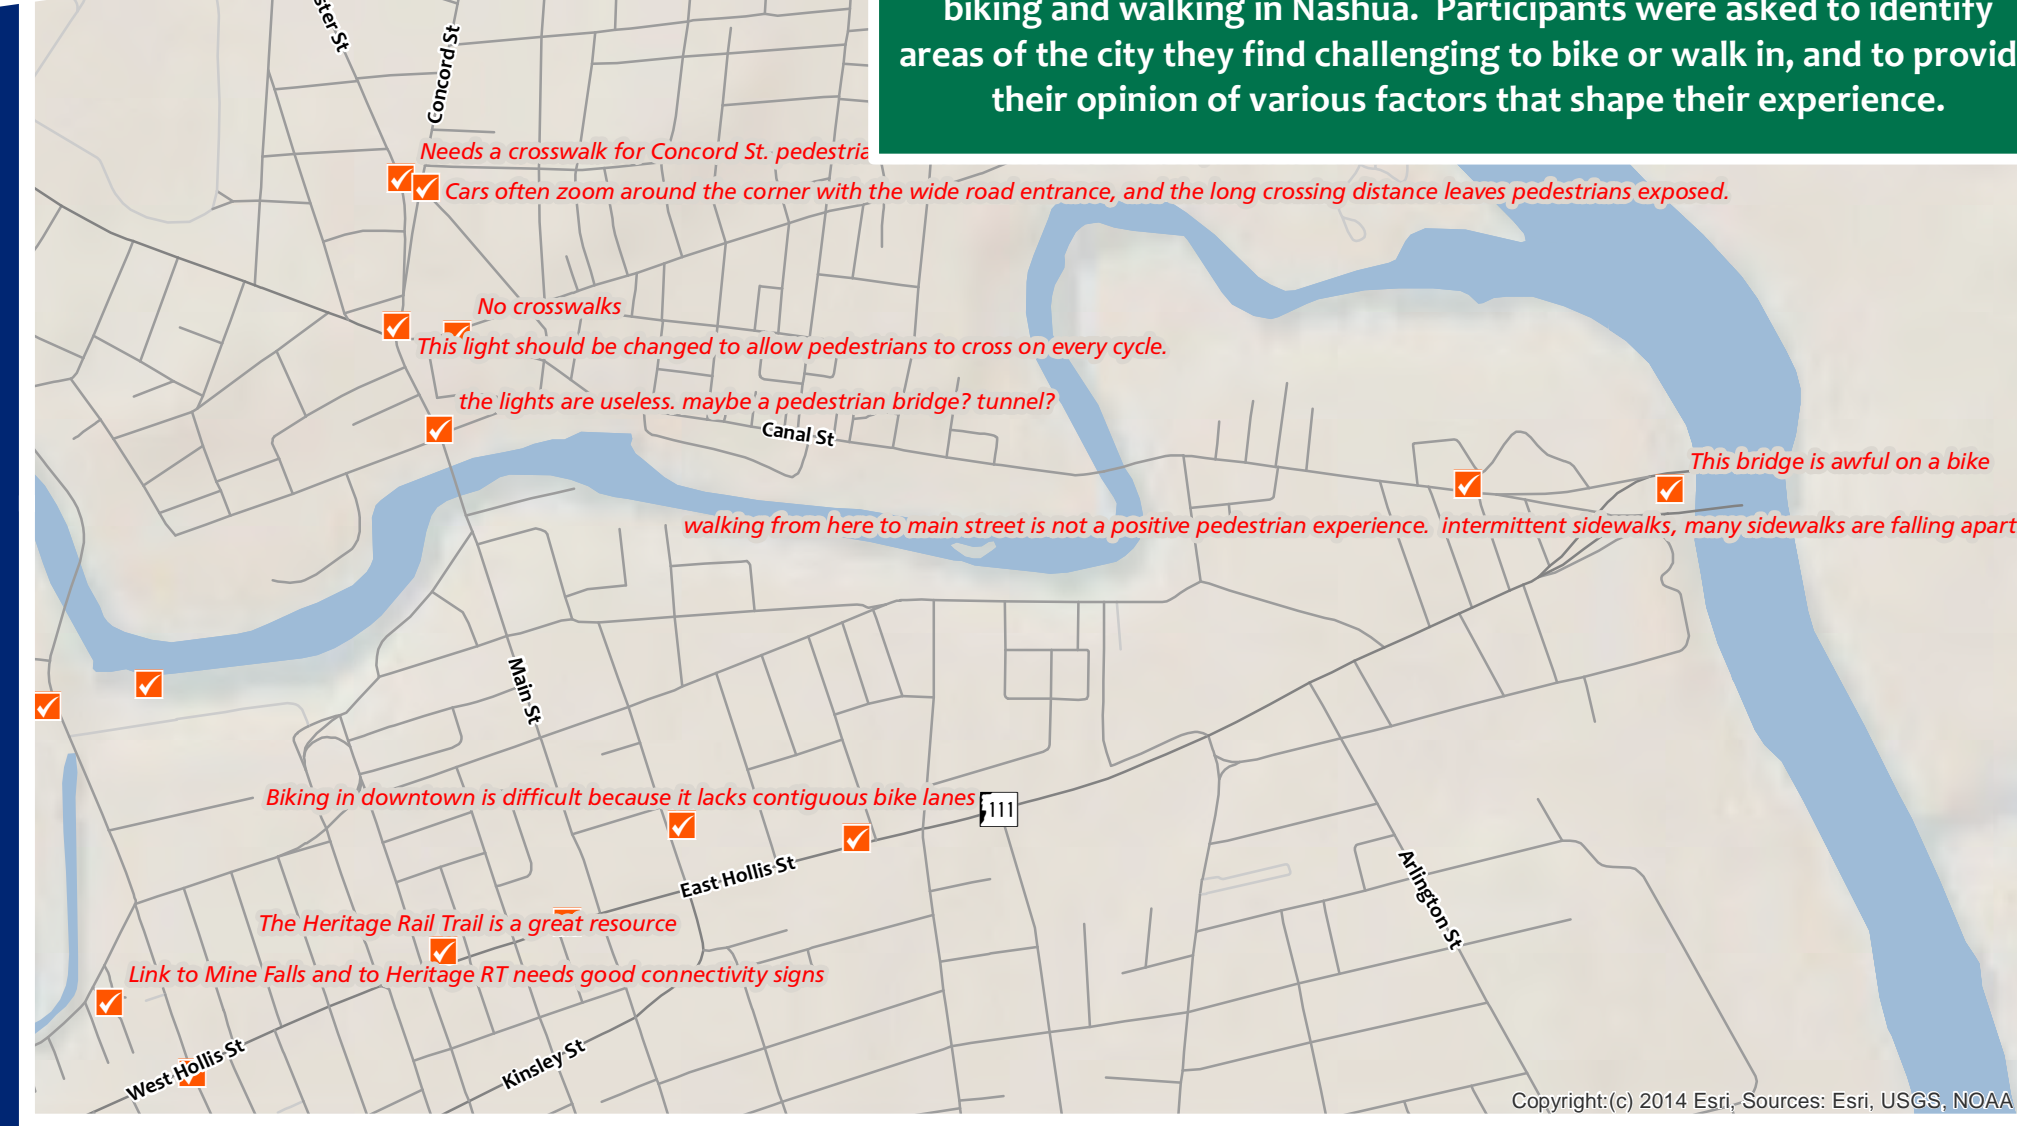 biking and walking in Nashua. Participants were asked to identify
areas of the city they find challenging to bike or walk in, and to provid
their opinion of various factors that shape their experience.
ster St
Concord St
Needs a crosswalk for Concord St. pedestria
Cars often zoom around the corner with the wide road entrance, and the long crossing distance leaves pedestrians exposed.
No crosswalks
This light should be changed to allow pedestrians to cross on every cycle.
the lights are useless. maybe a pedestrian bridge? tunnel?
Canal St
This bridge is awful on a bike
walking from here to main street is not a positive pedestrian experience. intermittent sidewalks, many sidewalks are falling apart
Main St
Biking in downtown is difficult because it lacks contiguous bike lanes
111
East Hollis St
Arlington St
The Heritage Rail Trail is a great resource
Link to Mine Falls and to Heritage RT needs good connectivity signs
West Hollis St
Kinsley St
Copyright:(c) 2014 Esri, Sources: Esri, USGS, NOAA